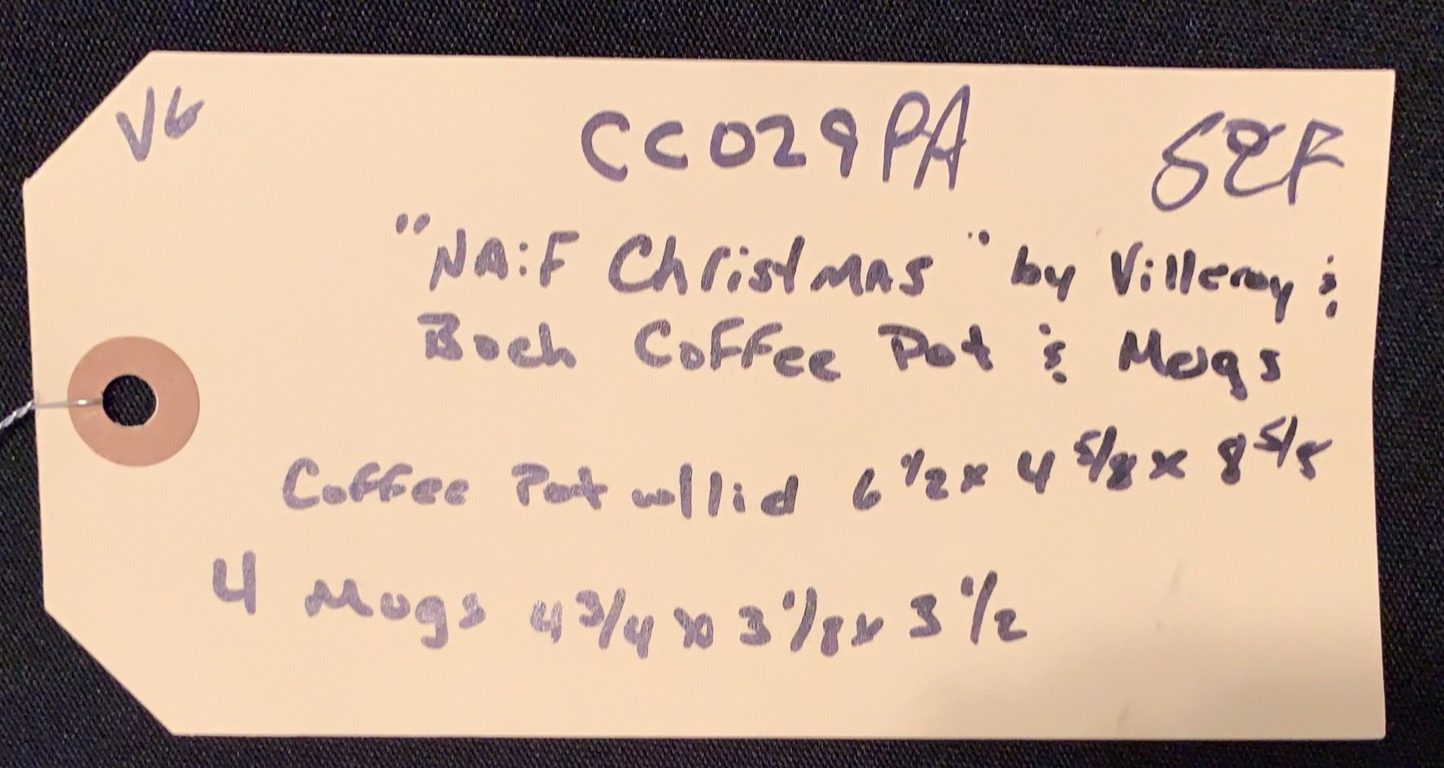 V6 CC029PA SEF
"NA:F Christmas" by Villeroy &
Boch Coffee Pot & Mugs
Coffee Pot w/lid 6 1/2 x 4 5/8 x 8 5/8
4 Mugs 4 3/4 x 3 1/8 x 3 1/2